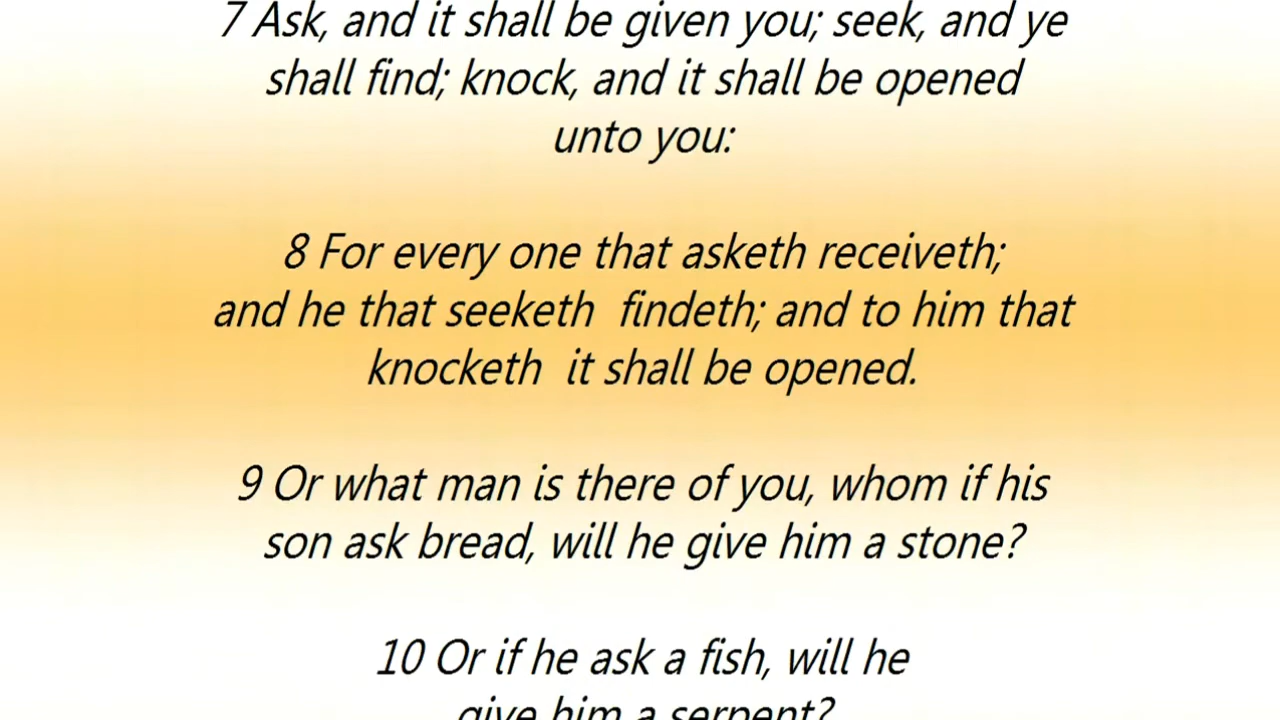 7 Ask, and it shall be given you; seek, and ye
shall find; knock, and it shall be opened
unto you:
8 For every one that asketh receiveth;
and he that seeketh  findeth; and to him that
knocketh  it shall be opened.
9 Or what man is there of you, whom if his
son ask bread, will he give him a stone?
10 Or if he ask a fish, will he
give him a serpent?